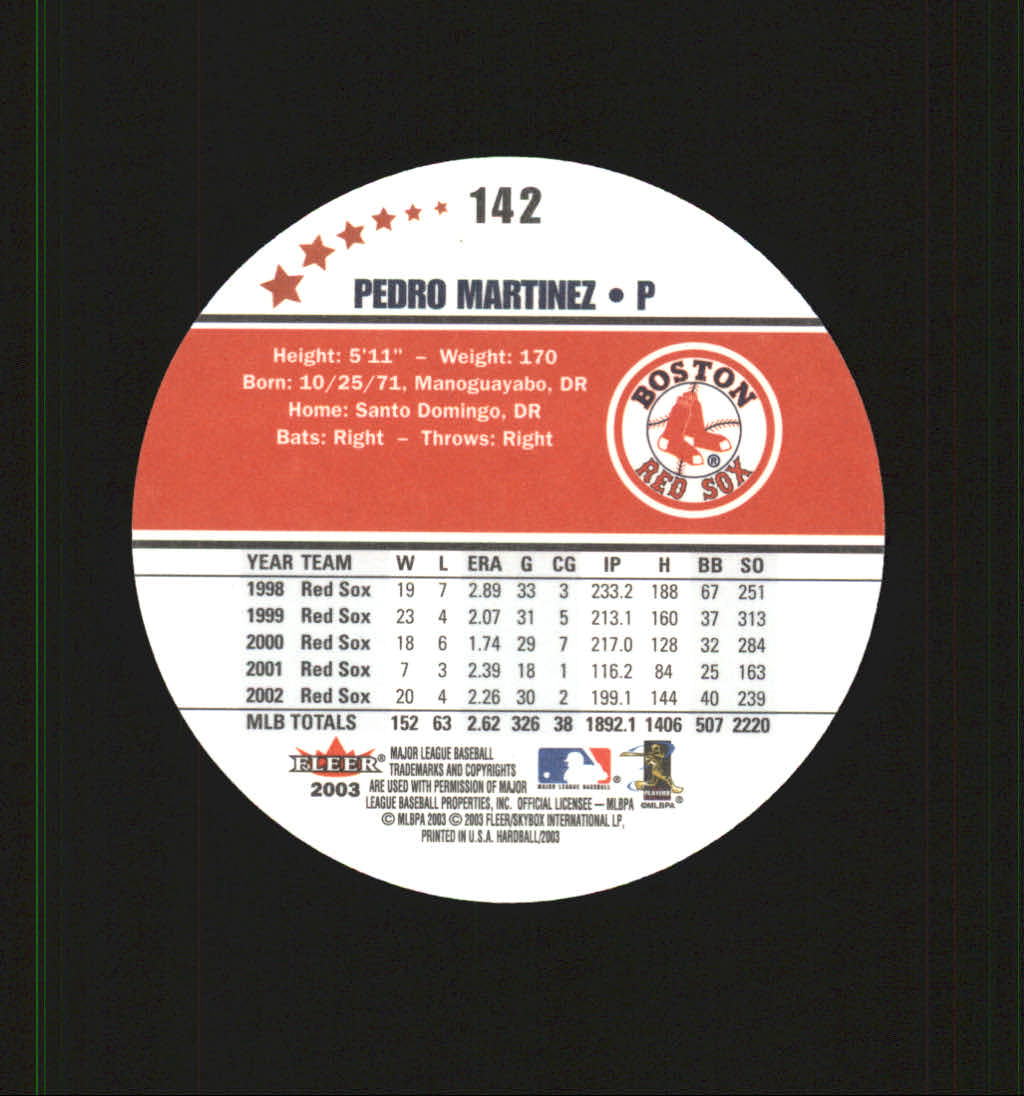 142
PEDRO MARTINEZ • P
Height: 5'11" – Weight: 170
Born: 10/25/71, Manoguayabo, DR
Home: Santo Domingo, DR
Bats: Right – Throws: Right
BOSTON
RED SOX
®
YEAR TEAM W L ERA G CG IP H BB SO
1998 Red Sox 19 7 2.89 33 3 233.2 188 67 251
1999 Red Sox 23 4 2.07 31 5 213.1 160 37 313
2000 Red Sox 18 6 1.74 29 7 217.0 128 32 284
2001 Red Sox 7 3 2.39 18 1 116.2 84 25 163
2002 Red Sox 20 4 2.26 30 2 199.1 144 40 239
MLB TOTALS 152 63 2.62 326 38 1892.1 1406 507 2220
FLEER®
2003
MAJOR LEAGUE BASEBALL
TRADEMARKS AND COPYRIGHTS
ARE USED WITH PERMISSION OF MAJOR
LEAGUE BASEBALL PROPERTIES, INC. OFFICIAL LICENSEE – MLBPA
© MLBPA 2003 © 2003 FLEER/SKYBOX INTERNATIONAL LP,
PRINTED IN U.S.A. HARDBALL/2003
MAJOR LEAGUE BASEBALL ®
PLAYERS
©MLBPA ®